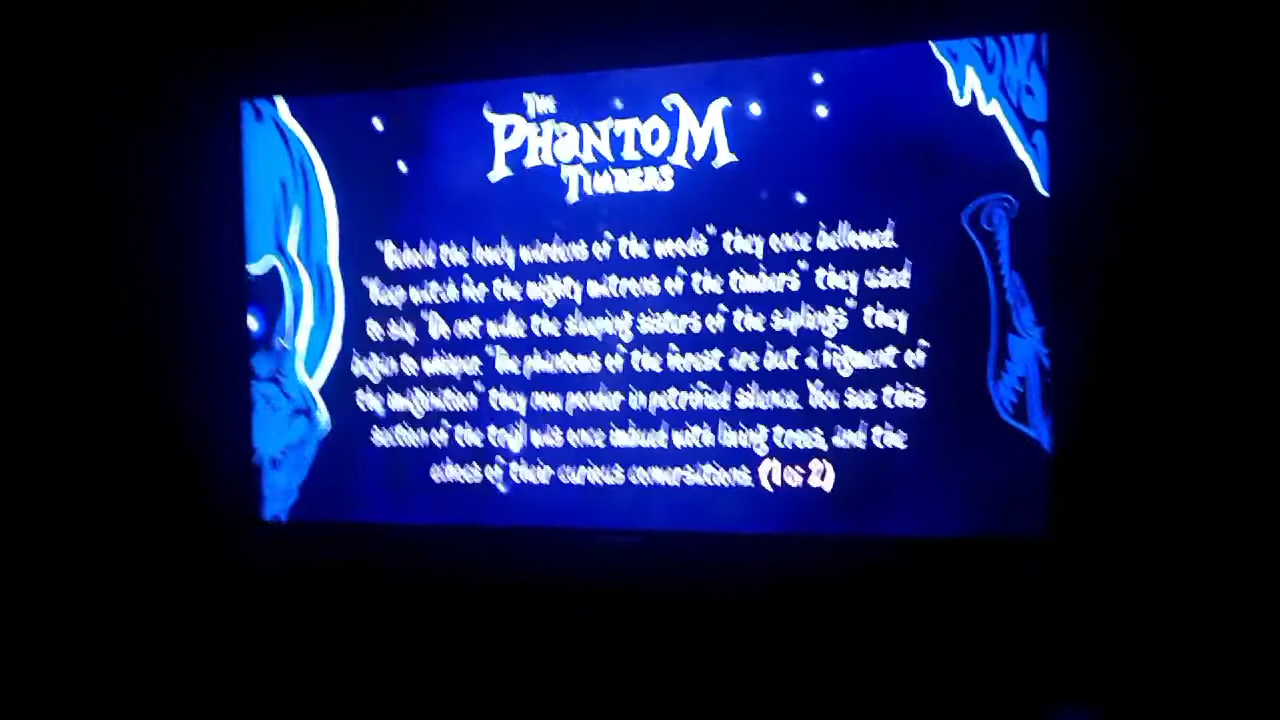 THE
PHANTOM
TIMBERS
"Behold the lovely wardens of the woods" they once bellowed.
"Keep watch for the mighty matrons of the timbers" they used
to say. "Do not wake the sleeping sisters of the saplings" they
begin to whisper. "The phantoms of the forest are but a figment of
the imagination" they now ponder in petrified silence. You see this
section of the trail was once imbued with living trees, and the
echoes of their curious conversations. (1 of 2)